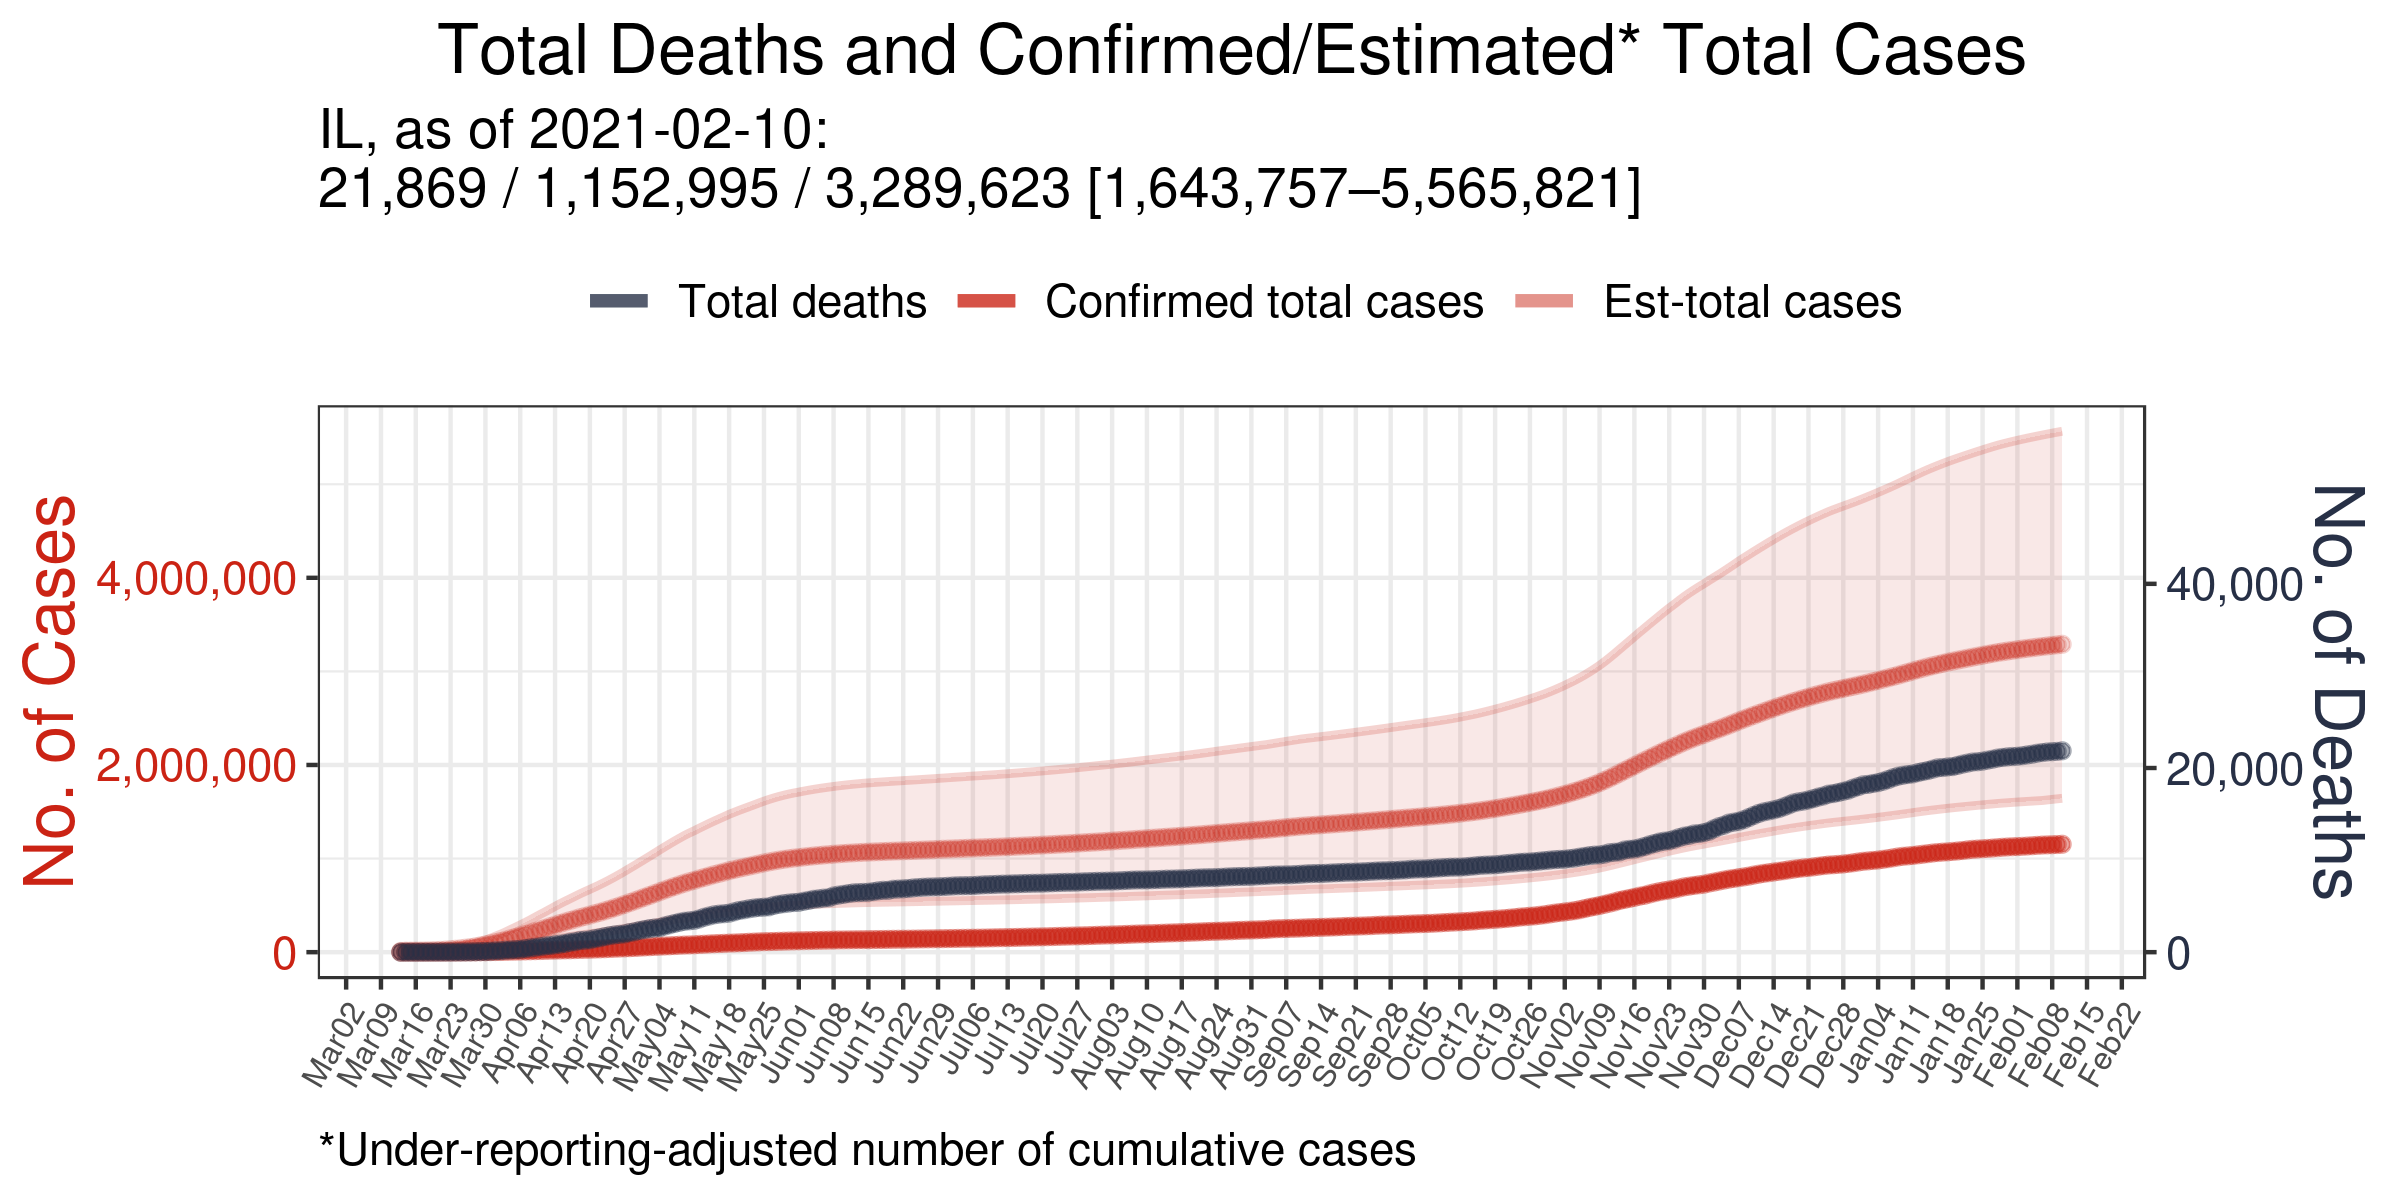 Total Deaths and Confirmed/Estimated* Total Cases
IL, as of 2021-02-10:
21,869 / 1,152,995 / 3,289,623 [1,643,757–5,565,821]
Total deaths
Confirmed total cases
Est-total cases
No. of Cases
4,000,000
2,000,000
0
40,000
20,000
0
No. of Deaths
Mar02
Mar09
Mar16
Mar23
Mar30
Apr06
Apr13
Apr20
Apr27
May04
May11
May18
May25
Jun01
Jun08
Jun15
Jun22
Jun29
Jul06
Jul13
Jul20
Jul27
Aug03
Aug10
Aug17
Aug24
Aug31
Sep07
Sep14
Sep21
Sep28
Oct05
Oct12
Oct19
Oct26
Nov02
Nov09
Nov16
Nov23
Nov30
Dec07
Dec14
Dec21
Dec28
Jan04
Jan11
Jan18
Jan25
Feb01
Feb08
Feb15
Feb22
*Under-reporting-adjusted number of cumulative cases